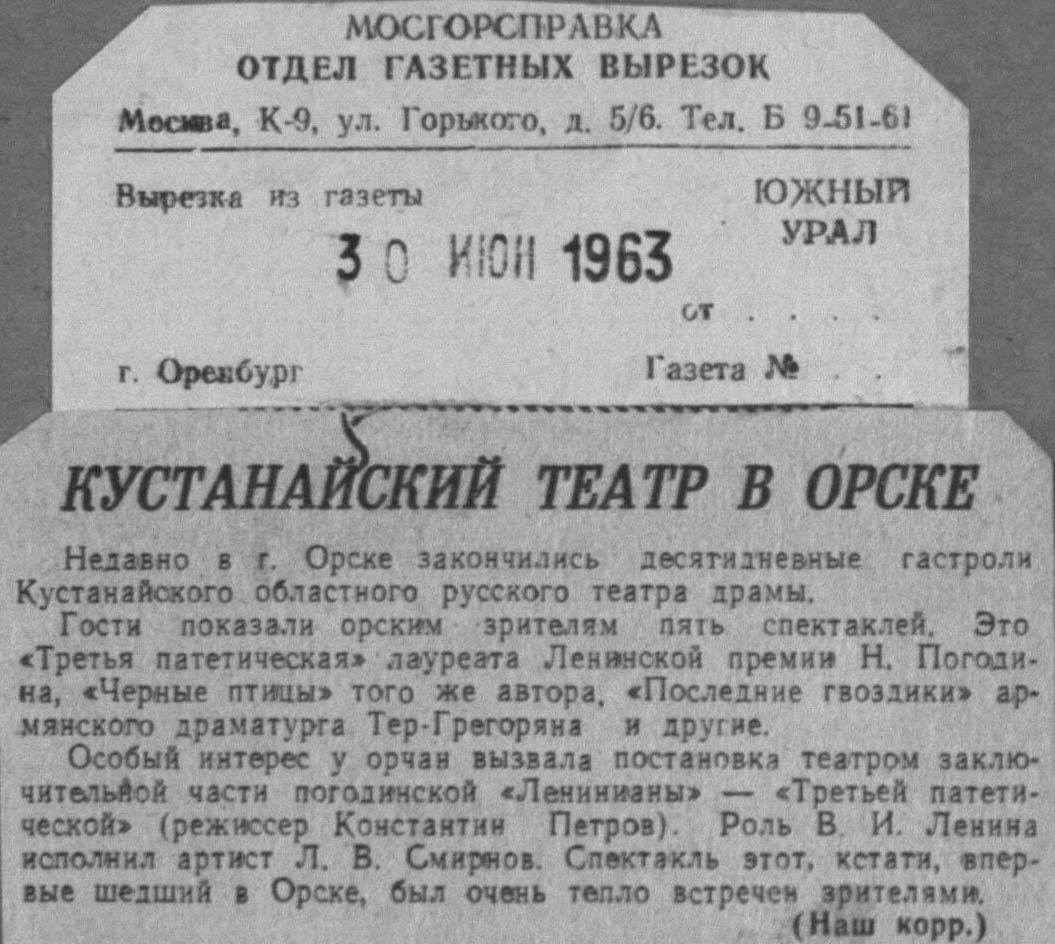 МОСГОРСПРАВКА
ОТДЕЛ ГАЗЕТНЫХ ВЫРЕЗОК
Москва, К-9, ул. Горького, д. 5/6. Тел. Б 9-51-61
Вырезка из газеты
ЮЖНЫЙ
УРАЛ
30 ИЮН 1963
от . . . .
г. Оренбург Газета № . .
КУСТАНАЙСКИЙ ТЕАТР В ОРСКЕ
Недавно в г. Орске закончились десятидневные гастроли
Кустанайского областного русского театра драмы.
Гости показали орским зрителям пять спектаклей. Это
«Третья патетическая» лауреата Ленинской премии Н. Погоди-
на, «Черные птицы» того же автора, «Последние гвоздики» ар-
мянского драматурга Тер-Грегоряна и другие.
Особый интерес у орчан вызвала постановка театром заклю-
чительной части погодинской «Ленинианы» — «Третьей патети-
ческой» (режиссер Константин Петров). Роль В. И. Ленина
исполнил артист Л. В. Смирнов. Спектакль этот, кстати, впер-
вые шедший в Орске, был очень тепло встречен зрителями.
(Наш корр.)